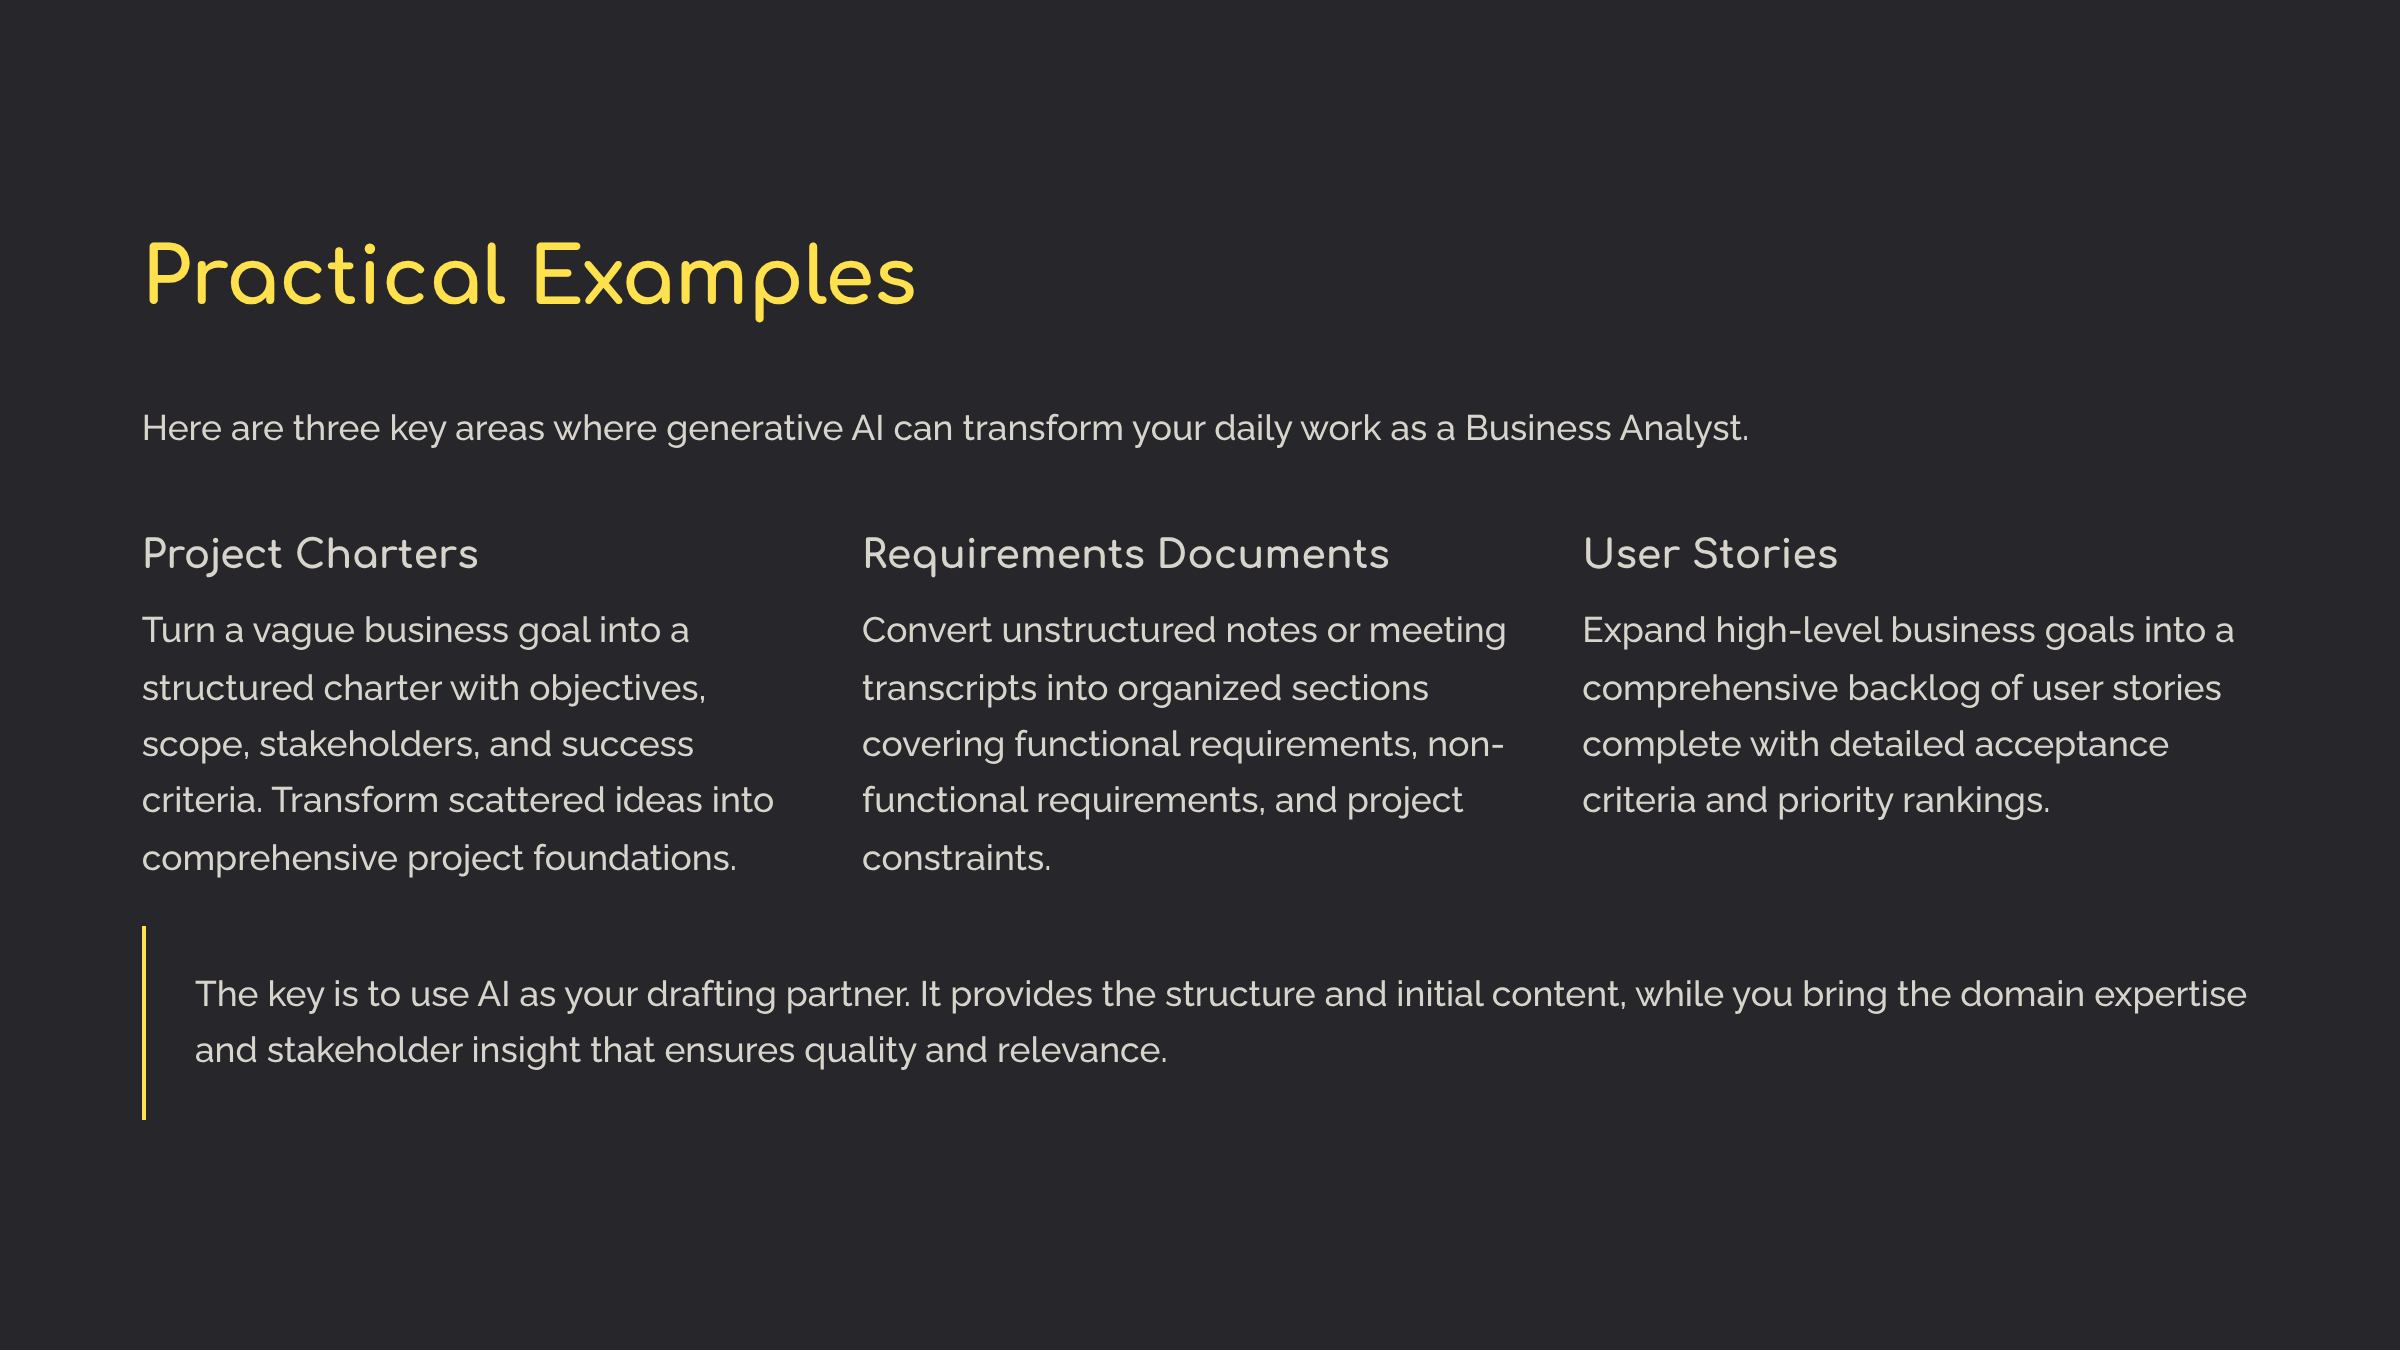 Practical Examples
Here are three key areas where generative AI can transform your daily work as a Business Analyst.
Project Charters
Turn a vague business goal into a
structured charter with objectives,
scope, stakeholders, and success
criteria. Transform scattered ideas into
comprehensive project foundations.
Requirements Documents
Convert unstructured notes or meeting
transcripts into organized sections
covering functional requirements, non-
functional requirements, and project
constraints.
User Stories
Expand high-level business goals into a
comprehensive backlog of user stories
complete with detailed acceptance
criteria and priority rankings.
The key is to use AI as your drafting partner. It provides the structure and initial content, while you bring the domain expertise
and stakeholder insight that ensures quality and relevance.